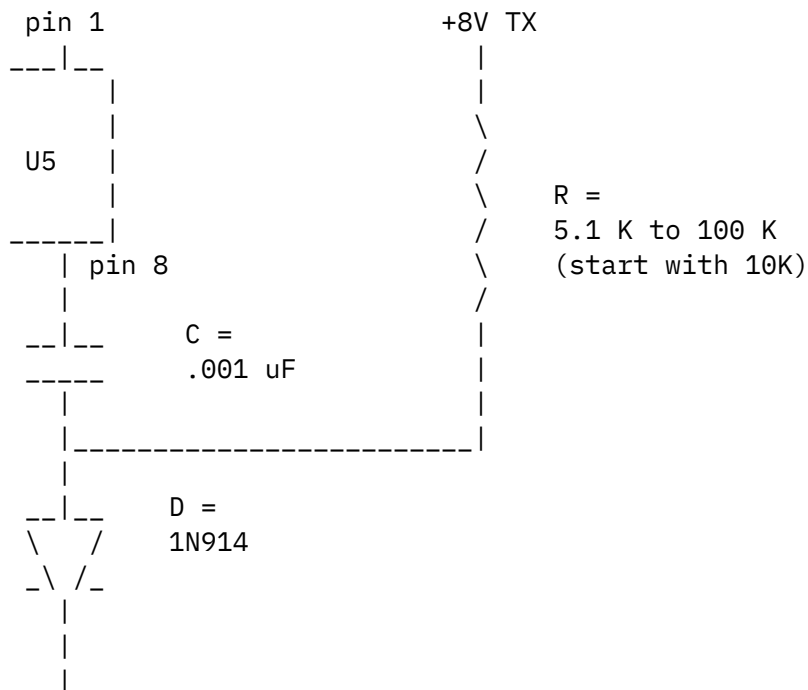 pin 1 +8V TX
U5
R =
5.1 K to 100 K
pin 8 (start with 10K)
C =
.001 uF
D =
1N914